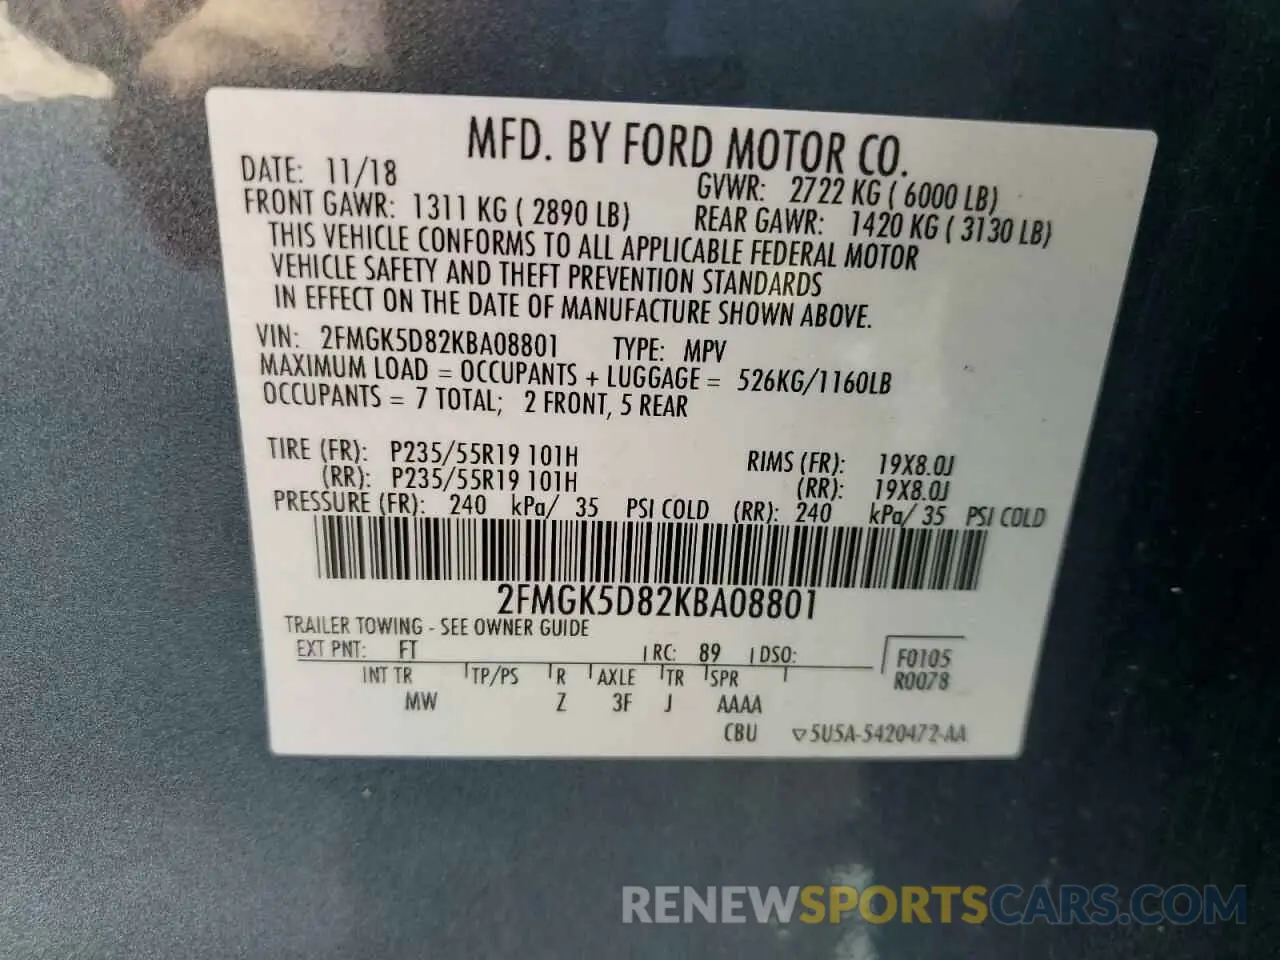 MFD. BY FORD MOTOR CO.
DATE: 11/18
GVWR: 2722 KG ( 6000 LB)
FRONT GAWR: 1311 KG ( 2890 LB)
REAR GAWR: 1420 KG ( 3130 LB)
THIS VEHICLE CONFORMS TO ALL APPLICABLE FEDERAL MOTOR
VEHICLE SAFETY AND THEFT PREVENTION STANDARDS
IN EFFECT ON THE DATE OF MANUFACTURE SHOWN ABOVE.
VIN: 2FMGK5D82KBA08801 TYPE: MPV
MAXIMUM LOAD = OCCUPANTS + LUGGAGE = 526KG/1160LB
OCCUPANTS = 7 TOTAL; 2 FRONT, 5 REAR
TIRE (FR): P235/55R19 101H RIMS (FR): 19X8.0J
(RR): P235/55R19 101H (RR): 19X8.0J
PRESSURE (FR): 240 kPa/ 35 PSI COLD (RR): 240 kPa/ 35 PSI COLD
2FMGK5D82KBA08801
TRAILER TOWING - SEE OWNER GUIDE
EXT PNT: FT RC: 89 DSO:
F0105
R0078
INT TR TP/PS R AXLE TR SPR
MW Z 3F J AAAA
CBU ▽5U5A-5420472-AA
RENEWSPORTSCARS.COM